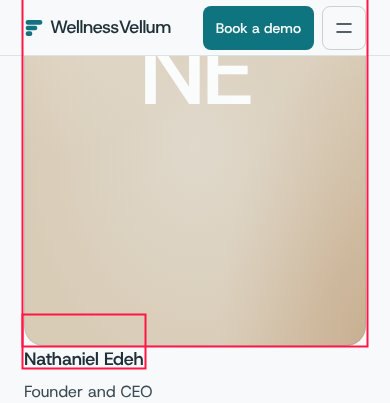 WellnessVellum
Book a demo
NE
Nathaniel Edeh
Founder and CEO